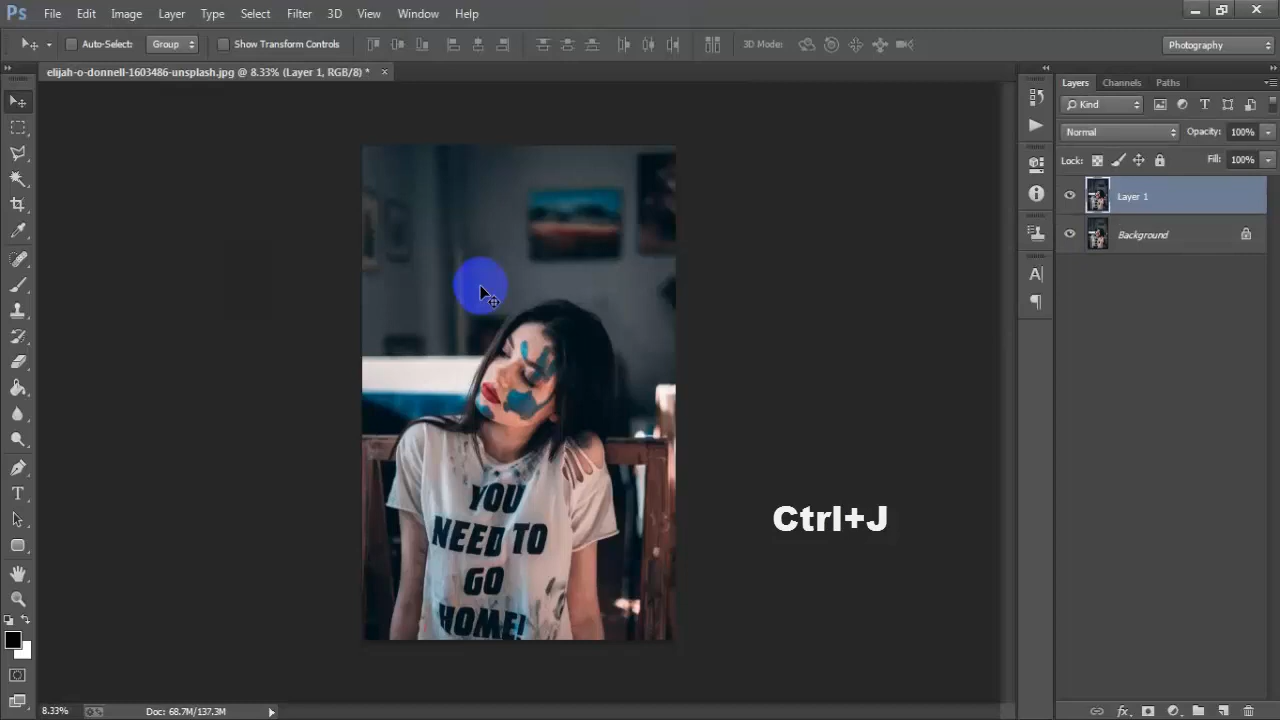 Ps File Edit Image Layer Type Select Filter 3D View Window Help
Auto-Select: Group Show Transform Controls 3D Mode: Photography
elijah-o-donnell-1603486-unsplash.jpg @ 8.33% (Layer 1, RGB/8) * ×
Layers Channels Paths
Kind
Normal Opacity: 100%
Lock: Fill: 100%
Layer 1
Background
YOU
NEED TO
GO
HOME!
Ctrl+J
8.33% Doc: 68.7M/137.3M